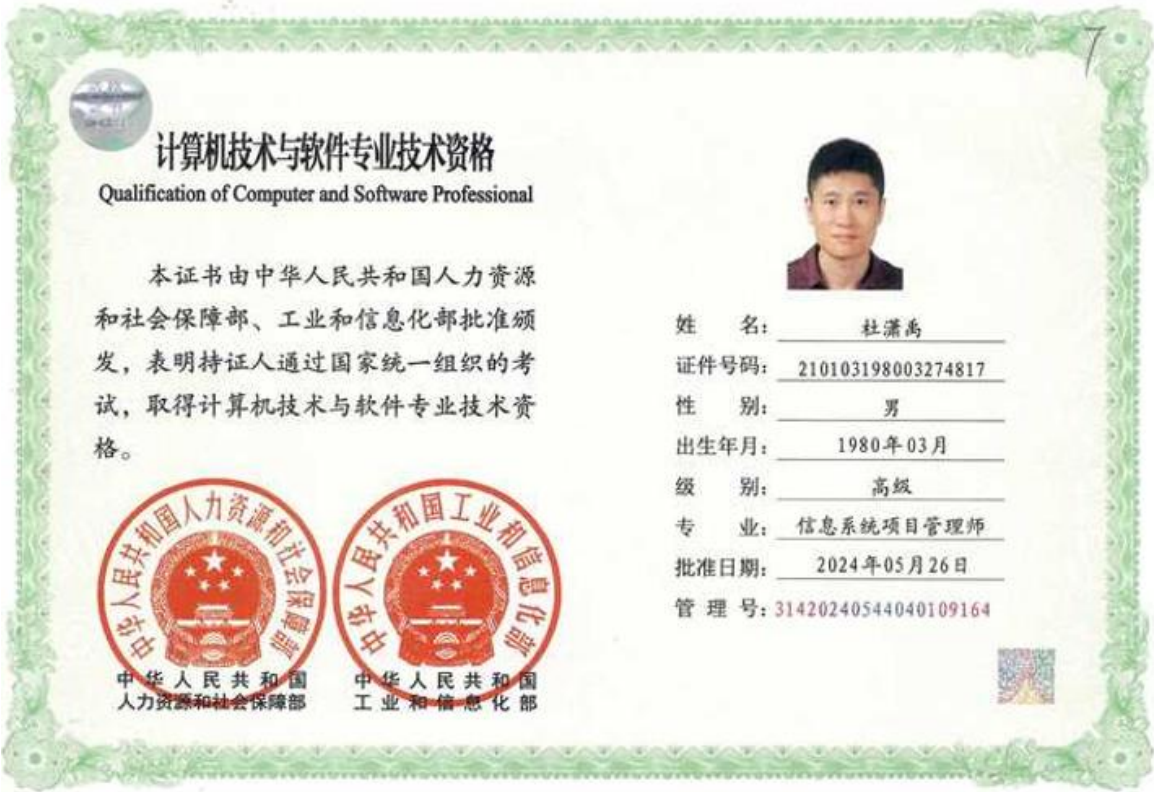 7
计算机技术与软件专业技术资格
Qualification of Computer and Software Professional
本证书由中华人民共和国人力资源
和社会保障部、工业和信息化部批准颁
发，表明持证人通过国家统一组织的考
试，取得计算机技术与软件专业技术资
格。
中华人民共和国人力资源和社会保障部
中华人民共和国工业和信息化部
中华人民共和国
人力资源和社会保障部
中华人民共和国
工业和信息化部
姓 名： 杜潇禹
证件号码： 210103198003274817
性 别： 男
出生年月： 1980年03月
级 别： 高级
专 业： 信息系统项目管理师
批准日期： 2024年05月26日
管 理 号：31420240544040109164